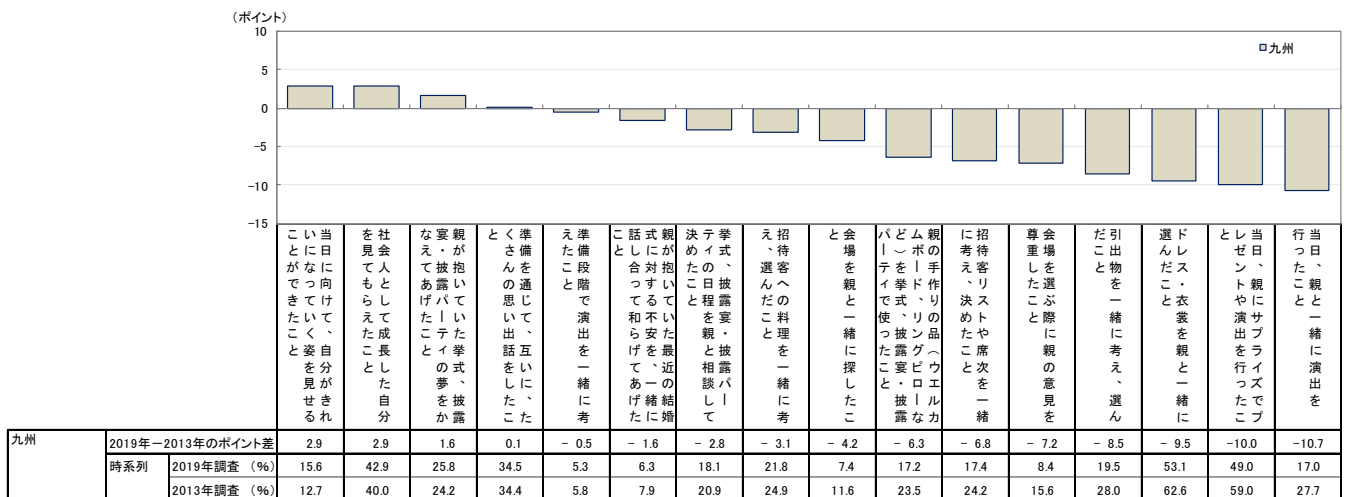 (ポイント)
10
5
0
-5
-10
-15
九州
当日に向けて、自分がきれ
いになっていく姿を見せる
ことができたこと
社会人として成長した自分
を見てもらえたこと
親が抱いていた挙式、披露
宴・披露パーティの夢をか
なえてあげたこと
準備を通じて、互いに、た
くさんの思い出話をしたこ
と
準備段階で演出を一緒に考
えたこと
親が抱いていた最近の結婚
式に対する不安を、一緒に
話し合って和らげてあげた
こと
挙式、披露宴・披露パー
ティの日程を親と相談して
決めたこと
招待客への料理を一緒に考
え、選んだこと
会場を親と一緒に探したこ
と
親の手作りの品(ウエルカ
ムボード、リングピローな
ど)を挙式、披露宴・披露
パーティで使ったこと
招待客リストや席次を一緒
に考え、決めたこと
会場を選ぶ際に親の意見を
尊重したこと
引出物を一緒に考え、選ん
だこと
ドレス・衣裳を親と一緒に
選んだこと
当日、親にサプライズでプ
レゼントや演出を行ったこ
と
当日、親と一緒に演出を
行ったこと
九州 2019年-2013年のポイント差 2.9 2.9 1.6 0.1 - 0.5 - 1.6 - 2.8 - 3.1 - 4.2 - 6.3 - 6.8 - 7.2 - 8.5 - 9.5 -10.0 -10.7
時系列 2019年調査 (%) 15.6 42.9 25.8 34.5 5.3 6.3 18.1 21.8 7.4 17.2 17.4 8.4 19.5 53.1 49.0 17.0
2013年調査 (%) 12.7 40.0 24.2 34.4 5.8 7.9 20.9 24.9 11.6 23.5 24.2 15.6 28.0 62.6 59.0 27.7